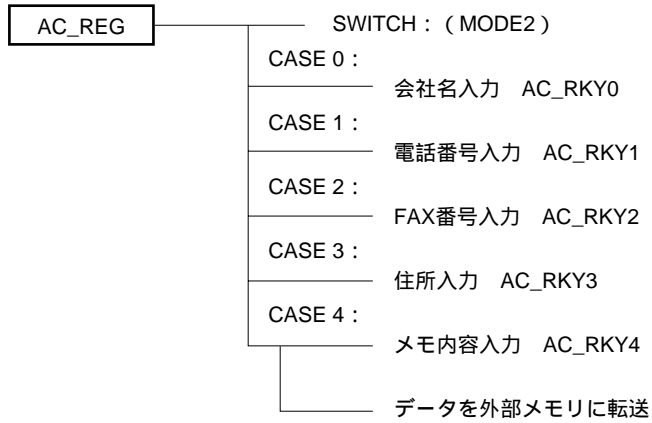 AC_REG SWITCH：（MODE2）
CASE 0：
会社名入力　AC_RKY0
CASE 1：
電話番号入力　AC_RKY1
CASE 2：
FAX番号入力　AC_RKY2
CASE 3：
住所入力　AC_RKY3
CASE 4：
メモ内容入力　AC_RKY4
データを外部メモリに転送